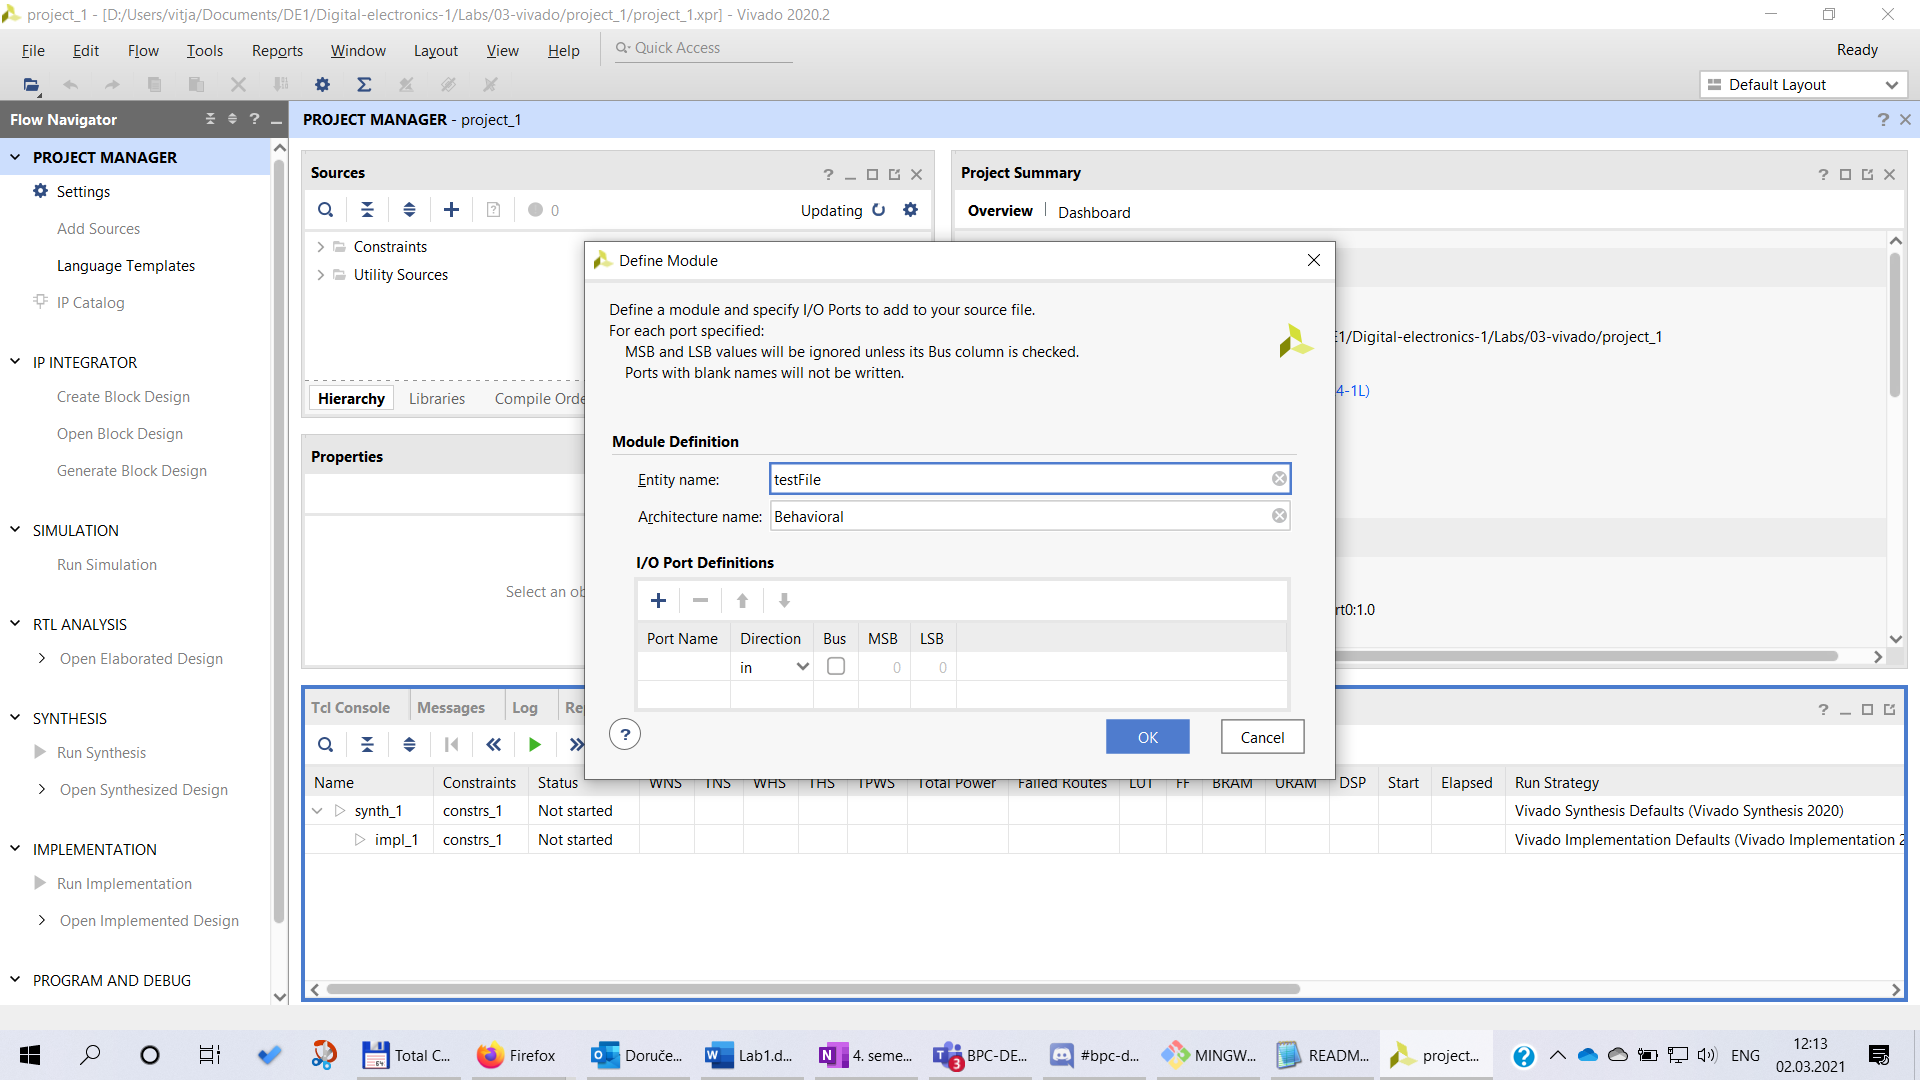 project_1 - [D:/Users/vitja/Documents/DE1/Digital-electronics-1/Labs/03-vivado/project_1/project_1.xpr] - Vivado 2020.2
File Edit Flow Tools Reports Window Layout View Help Quick Access Ready
Default Layout
Flow Navigator
PROJECT MANAGER - project_1
PROJECT MANAGER
Settings
Add Sources
Language Templates
IP Catalog
IP INTEGRATOR
Create Block Design
Open Block Design
Generate Block Design
SIMULATION
Run Simulation
RTL ANALYSIS
Open Elaborated Design
SYNTHESIS
Run Synthesis
Open Synthesized Design
IMPLEMENTATION
Run Implementation
Open Implemented Design
PROGRAM AND DEBUG
Sources
0 Updating
Constraints
Utility Sources
Hierarchy Libraries Compile Orde
Properties
Select an ob
Project Summary
Overview Dashboard
E1/Digital-electronics-1/Labs/03-vivado/project_1
4-1L)
rt0:1.0
Define Module
Define a module and specify I/O Ports to add to your source file.
For each port specified:
MSB and LSB values will be ignored unless its Bus column is checked.
Ports with blank names will not be written.
Module Definition
Entity name: testFile
Architecture name: Behavioral
I/O Port Definitions
Port Name Direction Bus MSB LSB
in 0 0
? OK Cancel
Tcl Console Messages Log Re
Name Constraints Status WNS TNS WHS THS TPWS Total Power Failed Routes LUT FF BRAM URAM DSP Start Elapsed Run Strategy
synth_1 constrs_1 Not started Vivado Synthesis Defaults (Vivado Synthesis 2020)
impl_1 constrs_1 Not started Vivado Implementation Defaults (Vivado Implementation 2
Total C... Firefox Doruče... Lab1.d... 4. seme... 3 BPC-DE... #bpc-d... MINGW... READM... project... ENG
12:13
02.03.2021